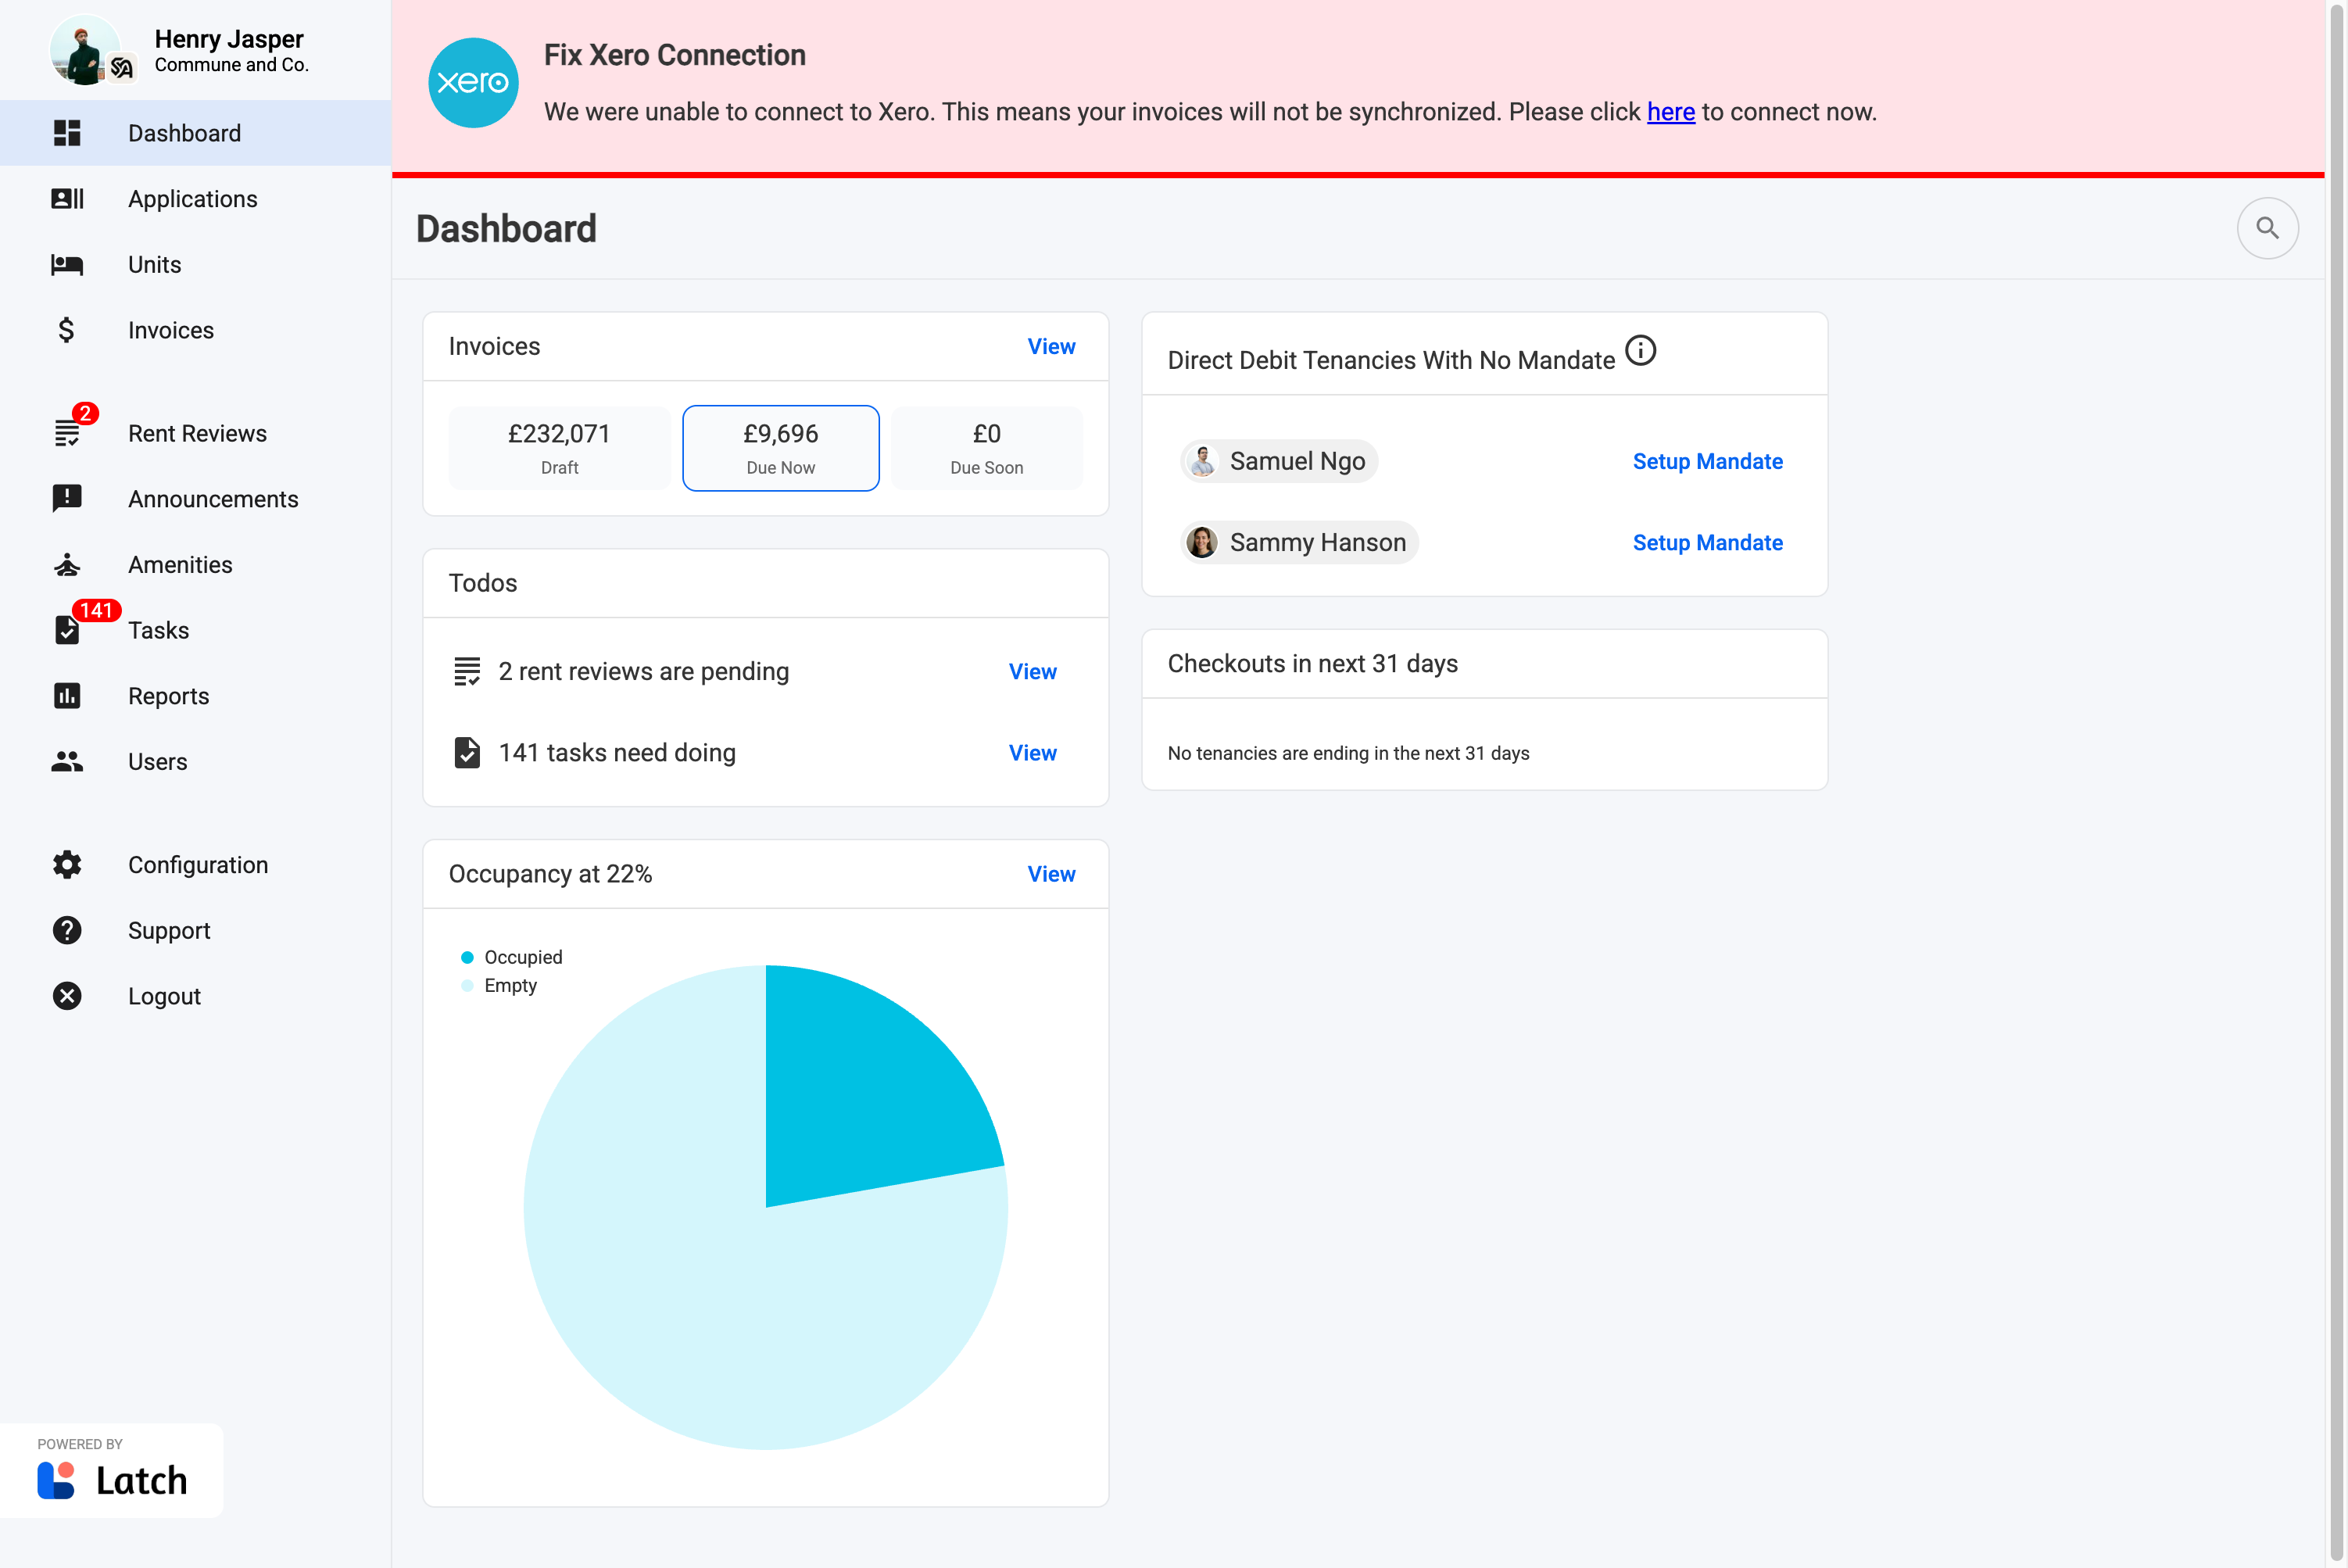 Henry Jasper
Commune and Co.
Dashboard
Applications
Units
Invoices
2
Rent Reviews
Announcements
Amenities
141
Tasks
Reports
Users
Configuration
Support
Logout
POWERED BY
Latch
xero
Fix Xero Connection
We were unable to connect to Xero. This means your invoices will not be synchronized. Please click here to connect now.
Dashboard
Invoices
View
£232,071
Draft
£9,696
Due Now
£0
Due Soon
Todos
2 rent reviews are pending
View
141 tasks need doing
View
Occupancy at 22%
View
Occupied
Empty
Direct Debit Tenancies With No Mandate
Samuel Ngo
Setup Mandate
Sammy Hanson
Setup Mandate
Checkouts in next 31 days
No tenancies are ending in the next 31 days